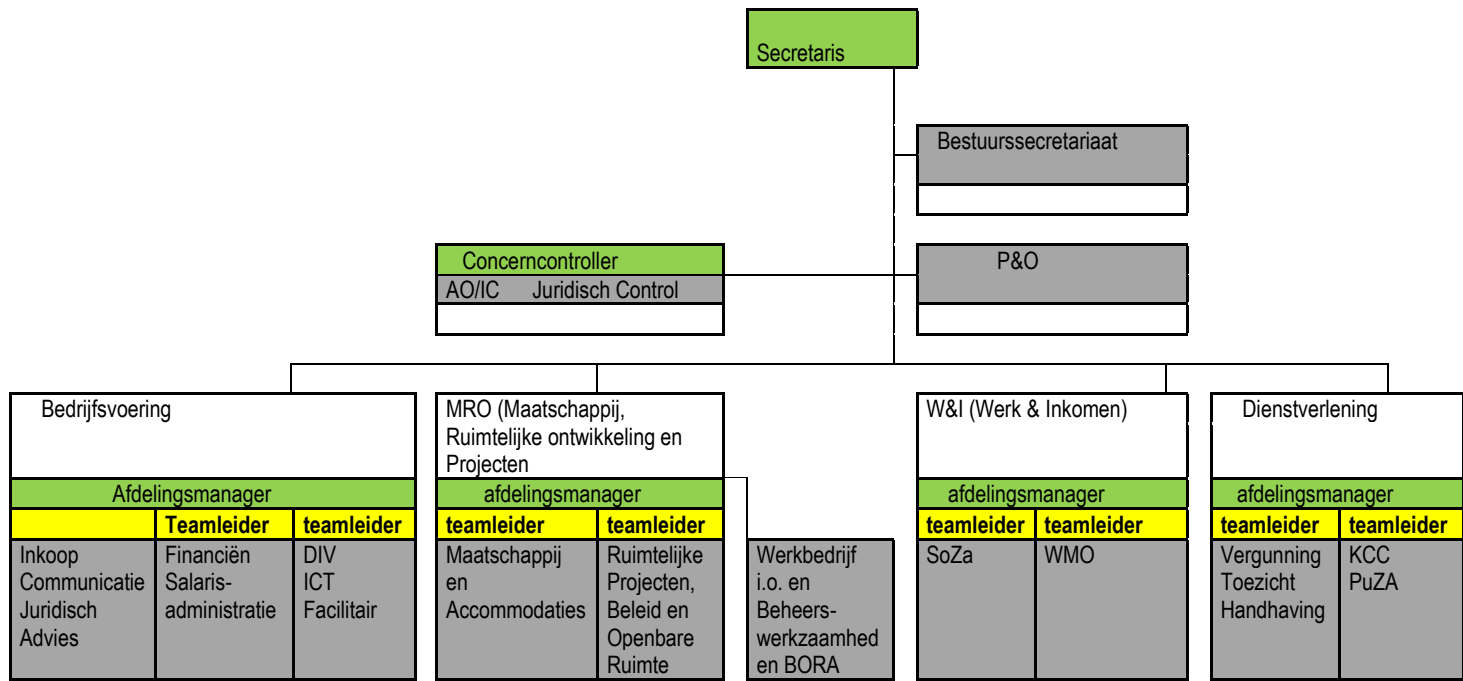 Secretaris
Bestuurssecretariaat
Concerncontroller
AO/IC Juridisch Control
P&O
Bedrijfsvoering
Afdelingsmanager
Teamleider
teamleider
Inkoop
Communicatie
Juridisch
Advies
Financiën
Salaris-
administratie
DIV
ICT
Facilitair
MRO (Maatschappij,
Ruimtelijke ontwikkeling en
Projecten
afdelingsmanager
teamleider
teamleider
Maatschappij
en
Accommodaties
Ruimtelijke
Projecten,
Beleid en
Openbare
Ruimte
Werkbedrijf
i.o. en
Beheers-
werkzaamhed
en BORA
W&I (Werk & Inkomen)
afdelingsmanager
teamleider
teamleider
SoZa
WMO
Dienstverlening
afdelingsmanager
teamleider
teamleider
Vergunning
Toezicht
Handhaving
KCC
PuZA